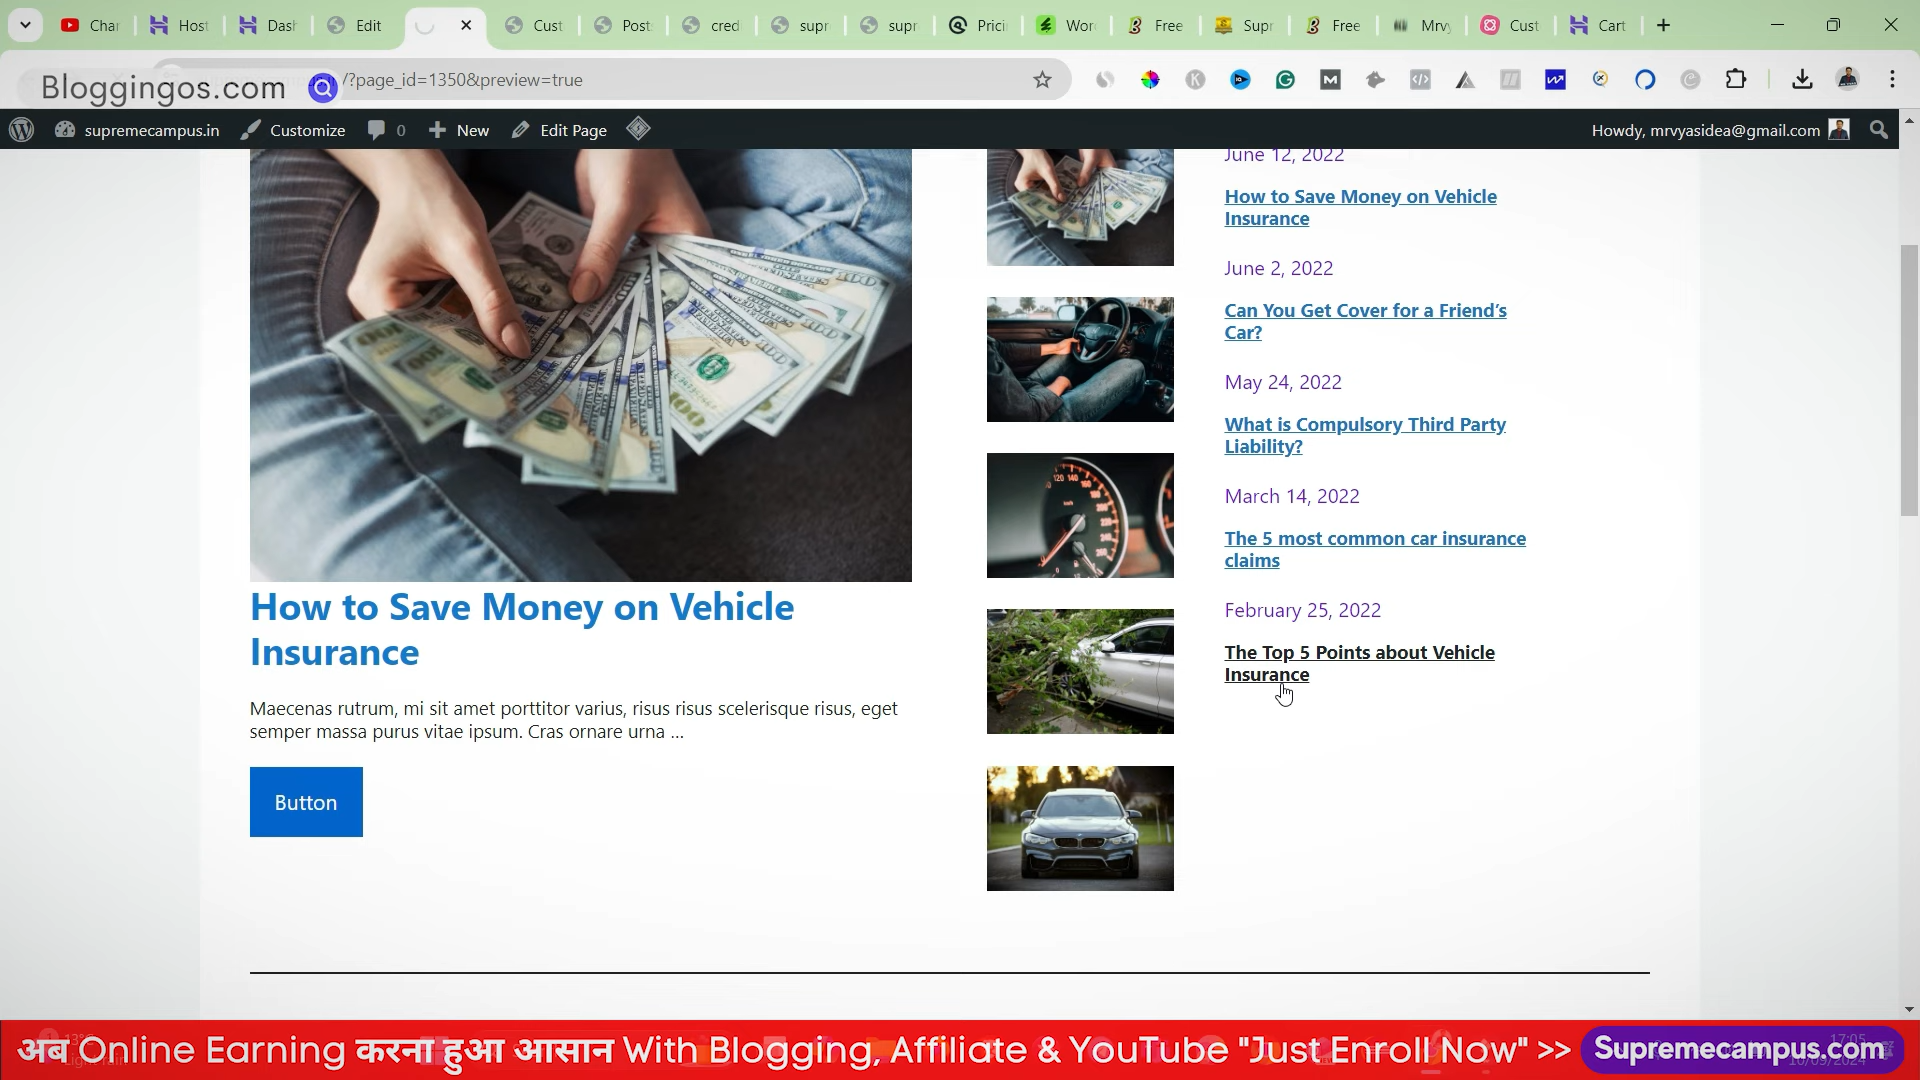 Char
Host
Dash
Edit
Cust
Post
cred
supr
supr
Prici
Wor
Free
Supr
Free
Mrvy
Cust
Cart
Bloggingos.com
/?page_id=1350&preview=true
supremecampus.in
Customize
0
New
Edit Page
Howdy, mrvyasidea@gmail.com
June 12, 2022
How to Save Money on Vehicle
Insurance
June 2, 2022
Can You Get Cover for a Friend’s
Car?
May 24, 2022
What is Compulsory Third Party
Liability?
March 14, 2022
The 5 most common car insurance
claims
February 25, 2022
The Top 5 Points about Vehicle
Insurance
How to Save Money on Vehicle
Insurance
Maecenas rutrum, mi sit amet porttitor varius, risus risus scelerisque risus, eget
semper massa purus vitae ipsum. Cras ornare urna ...
Button
अब Online Earning करना हुआ आसान With Blogging, Affiliate & YouTube "Just Enroll Now" >>
Supremecampus.com